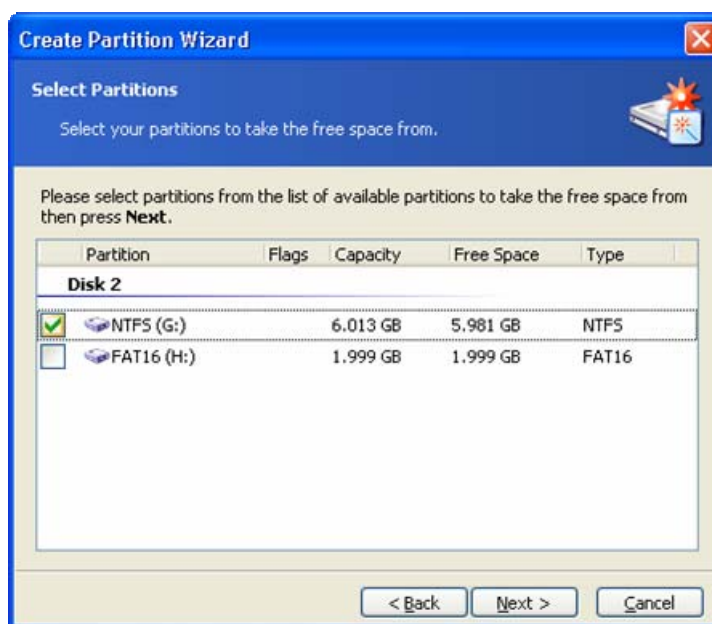 Create Partition Wizard
Select Partitions
Select your partitions to take the free space from.
Please select partitions from the list of available partitions to take the free space from
then press Next.
Partition Flags Capacity Free Space Type
Disk 2
NTFS (G:) 6.013 GB 5.981 GB NTFS
FAT16 (H:) 1.999 GB 1.999 GB FAT16
< Back Next > Cancel